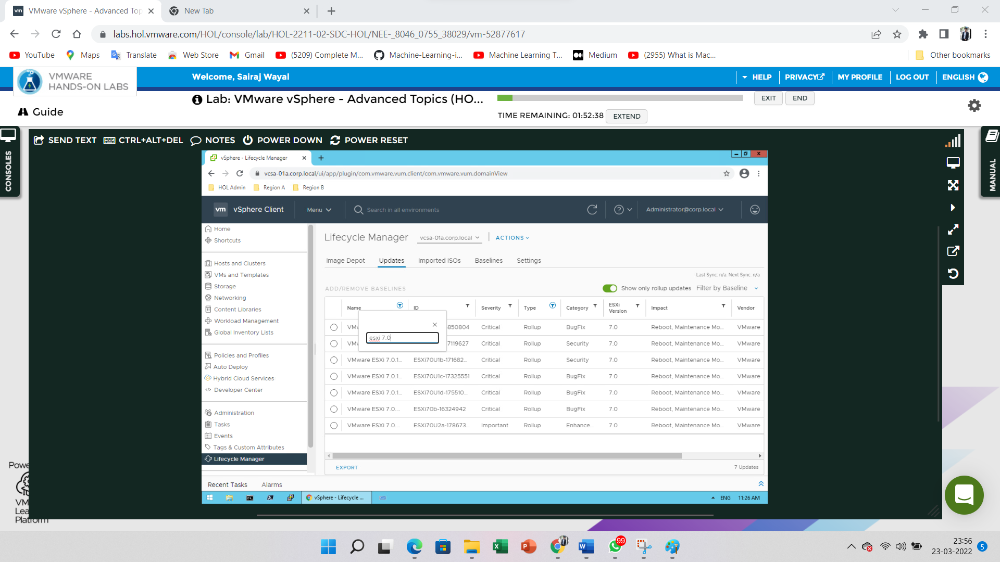 VMware vSphere - Advanced Top
New Tab
labs.hol.vmware.com/HOL/console/lab/HOL-2211-02-SDC-HOL/NEE-_8046_0755_38029/vm-52877617
YouTube Maps Translate Web Store Gmail (5209) Complete M... Machine-Learning-i... Machine Learning T... Medium (2955) What is Mac... Other bookmarks
VMWARE
HANDS-ON LABS
Welcome, Sairaj Wayal
HELP PRIVACY MY PROFILE LOG OUT ENGLISH
Guide
Lab: VMware vSphere - Advanced Topics (HO...
TIME REMAINING: 01:52:38 EXTEND
EXIT END
CONSOLES
MANUAL
SEND TEXT CTRL+ALT+DEL NOTES POWER DOWN POWER RESET
vSphere - Lifecycle Manager
vcsa-01a.corp.local/ui/app/plugin/com.vmware.vum.client/com.vmware.vum.domainView
HOL Admin Region A Region B
vm vSphere Client Menu Search in all environments Administrator@corp.local
Home
Shortcuts
Hosts and Clusters
VMs and Templates
Storage
Networking
Content Libraries
Workload Management
Global Inventory Lists
Policies and Profiles
Auto Deploy
Hybrid Cloud Services
Developer Center
Administration
Tasks
Events
Tags & Custom Attributes
Lifecycle Manager
Lifecycle Manager vcsa-01a.corp.local ACTIONS
Image Depot Updates Imported ISOs Baselines Settings
Last Sync: n/a. Next Sync: n/a
ADD/REMOVE BASELINES Show only rollup updates Filter by Baseline
Name ID Severity Type Category ESXi Version Impact Vendor
esxi 7.0
VMw 850804 Critical Rollup BugFix 7.0 Reboot, Maintenance Mo... VMware
VMw 7119627 Critical Rollup Security 7.0 Reboot, Maintenance Mo... VMware
VMware ESXi 7.0.1... ESXi70U1b-171682... Critical Rollup Security 7.0 Reboot, Maintenance Mo... VMware
VMware ESXi 7.0.1... ESXi70U1c-17325551 Critical Rollup BugFix 7.0 Reboot, Maintenance Mo... VMware
VMware ESXi 7.0.1... ESXi70U1d-175510... Critical Rollup BugFix 7.0 Reboot, Maintenance Mo... VMware
VMware ESXi 7.0.... ESXi70b-16324942 Critical Rollup BugFix 7.0 Reboot, Maintenance Mo... VMware
VMware ESXi 7.0.... ESXi70U2a-178673... Important Rollup Enhance... 7.0 Reboot, Maintenance Mo... VMware
EXPORT 7 Updates
Recent Tasks Alarms
vSphere - Lifecycle ... ENG 11:26 AM
Powe
VM
Lea
Platform
99
23:56
23-03-2022
5